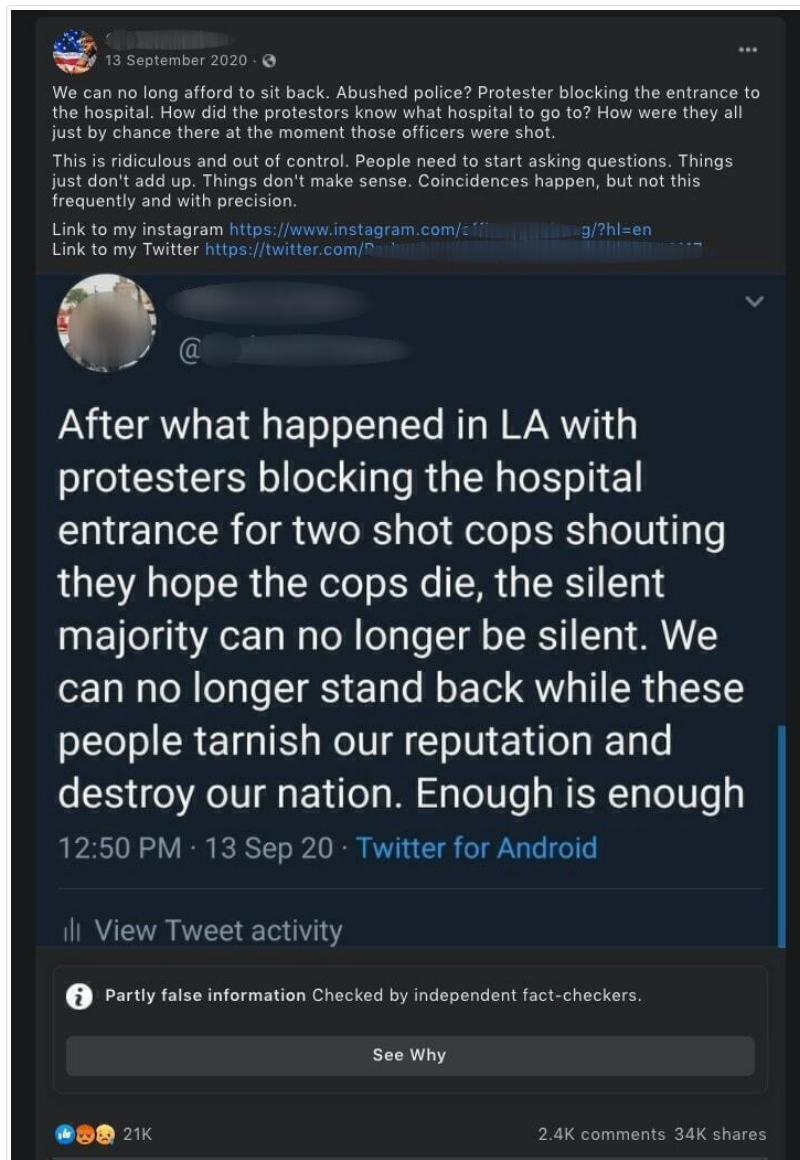 13 September 2020 ·
We can no long afford to sit back. Abushed police? Protester blocking the entrance to
the hospital. How did the protestors know what hospital to go to? How were they all
just by chance there at the moment those officers were shot.
This is ridiculous and out of control. People need to start asking questions. Things
just don't add up. Things don't make sense. Coincidences happen, but not this
frequently and with precision.
Link to my instagram https://www.instagram.com/ g/?hl=en
Link to my Twitter https://twitter.com/
@
After what happened in LA with
protesters blocking the hospital
entrance for two shot cops shouting
they hope the cops die, the silent
majority can no longer be silent. We
can no longer stand back while these
people tarnish our reputation and
destroy our nation. Enough is enough
12:50 PM · 13 Sep 20 · Twitter for Android
View Tweet activity
Partly false information Checked by independent fact-checkers.
See Why
21K
2.4K comments 34K shares